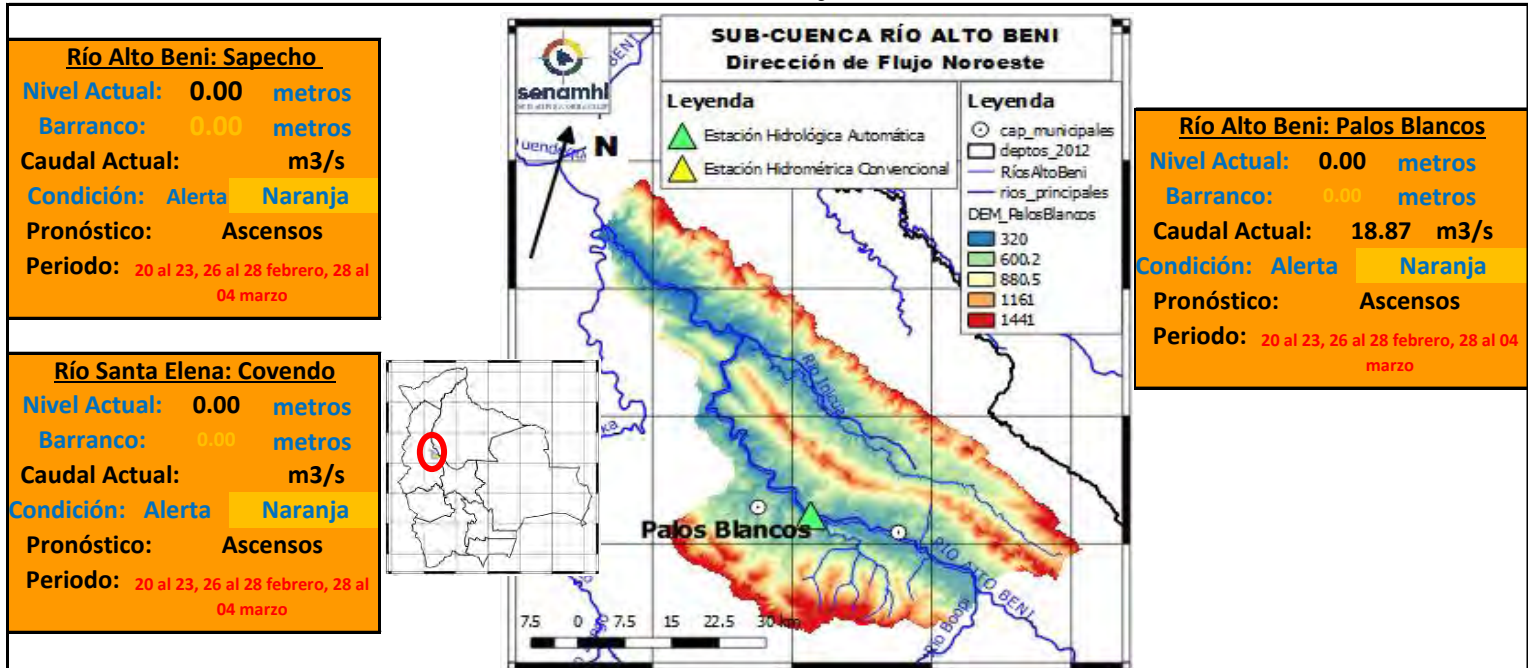 Río Alto Beni: Sapecho
Nivel Actual: 0.00 metros
Barranco: 0.00 metros
Caudal Actual: m3/s
Condición: Alerta Naranja
Pronóstico: Ascensos
Periodo: 20 al 23, 26 al 28 febrero, 28 al
04 marzo
Río Santa Elena: Covendo
Nivel Actual: 0.00 metros
Barranco: 0.00 metros
Caudal Actual: m3/s
Condición: Alerta Naranja
Pronóstico: Ascensos
Periodo: 20 al 23, 26 al 28 febrero, 28 al
04 marzo
SUB-CUENCA RÍO ALTO BENI
Dirección de Flujo Noroeste
senamhi
BENI
N
Leyenda
Estación Hidrológica Automática
Estación Hidrométrica Convencional
Leyenda
cap_municipales
deptos_2012
RíosAltoBeni
rios_principales
DEM_PalosBlancos
320
600.2
880.5
1161
1441
Río Inicua
Palos Blancos
RÍO ALTO BENI
Río Boopi
7.5 0 7.5 15 22.5 30 km
Río Alto Beni: Palos Blancos
Nivel Actual: 0.00 metros
Barranco: 0.00 metros
Caudal Actual: 18.87 m3/s
Condición: Alerta Naranja
Pronóstico: Ascensos
Periodo: 20 al 23, 26 al 28 febrero, 28 al 04
marzo